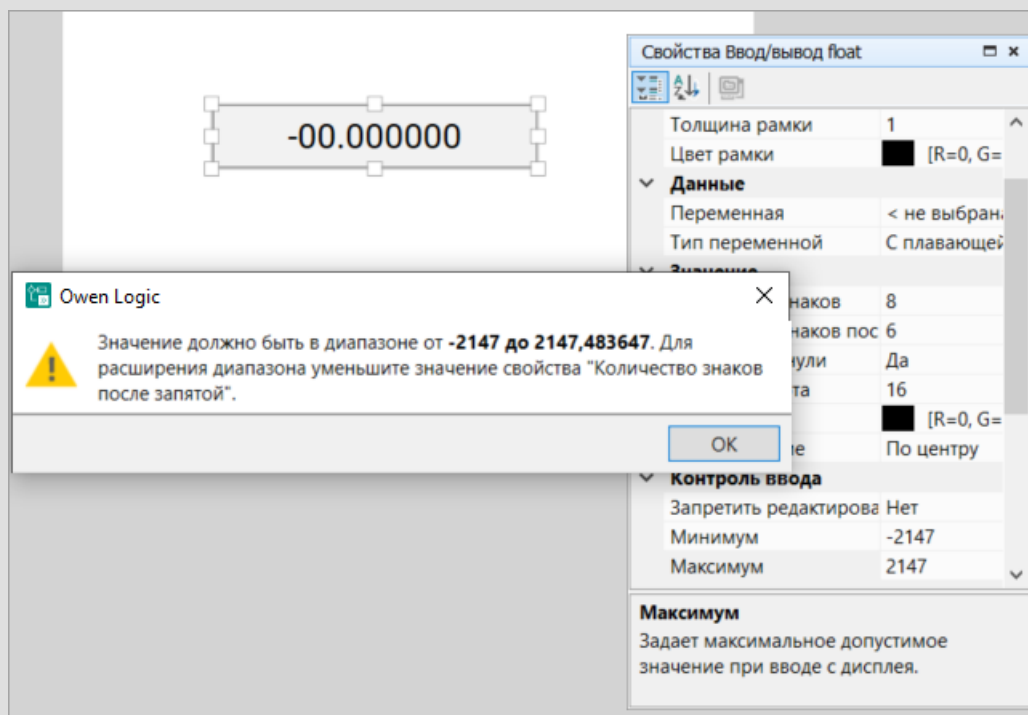 Свойства Ввод/вывод float
-00.000000
Толщина рамки 1
Цвет рамки [R=0, G=
Данные
Переменная < не выбран
Тип переменной С плавающей
Значение
Owen Logic
Значение должно быть в диапазоне от -2147 до 2147,483647. Для
расширения диапазона уменьшите значение свойства "Количество знаков
после запятой".
OK
наков 8
наков пос 6
нули Да
та 16
[R=0, G=
е По центру
Контроль ввода
Запретить редактирова Нет
Минимум -2147
Максимум 2147
Максимум
Задает максимальное допустимое
значение при вводе с дисплея.